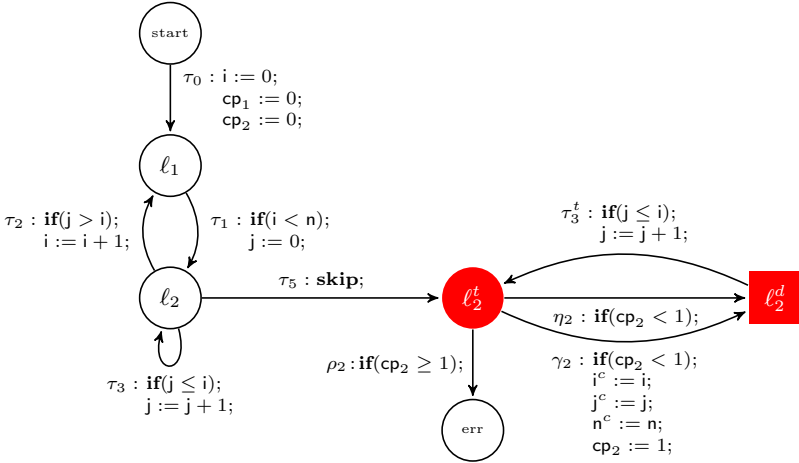 start
τ₀ : i := 0;
cp₁ := 0;
cp₂ := 0;
ℓ₁
τ₂ : if(j > i);
i := i + 1;
τ₁ : if(i < n);
j := 0;
τ₃ᵗ : if(j ≤ i);
j := j + 1;
ℓ₂
τ₅ : skip;
ℓ₂ᵗ
ℓ₂ᵈ
η₂ : if(cp₂ < 1);
τ₃ : if(j ≤ i);
j := j + 1;
ρ₂ : if(cp₂ ≥ 1);
γ₂ : if(cp₂ < 1);
iᶜ := i;
jᶜ := j;
nᶜ := n;
cp₂ := 1;
err